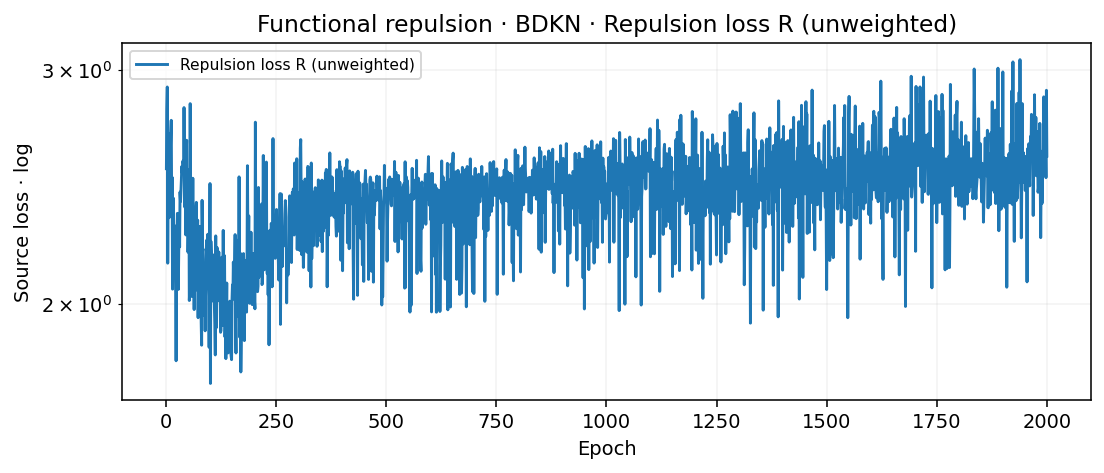 Functional repulsion · BDKN · Repulsion loss R (unweighted)
Repulsion loss R (unweighted)
3 × 10⁰
2 × 10⁰
Source loss · log
0 250 500 750 1000 1250 1500 1750 2000
Epoch